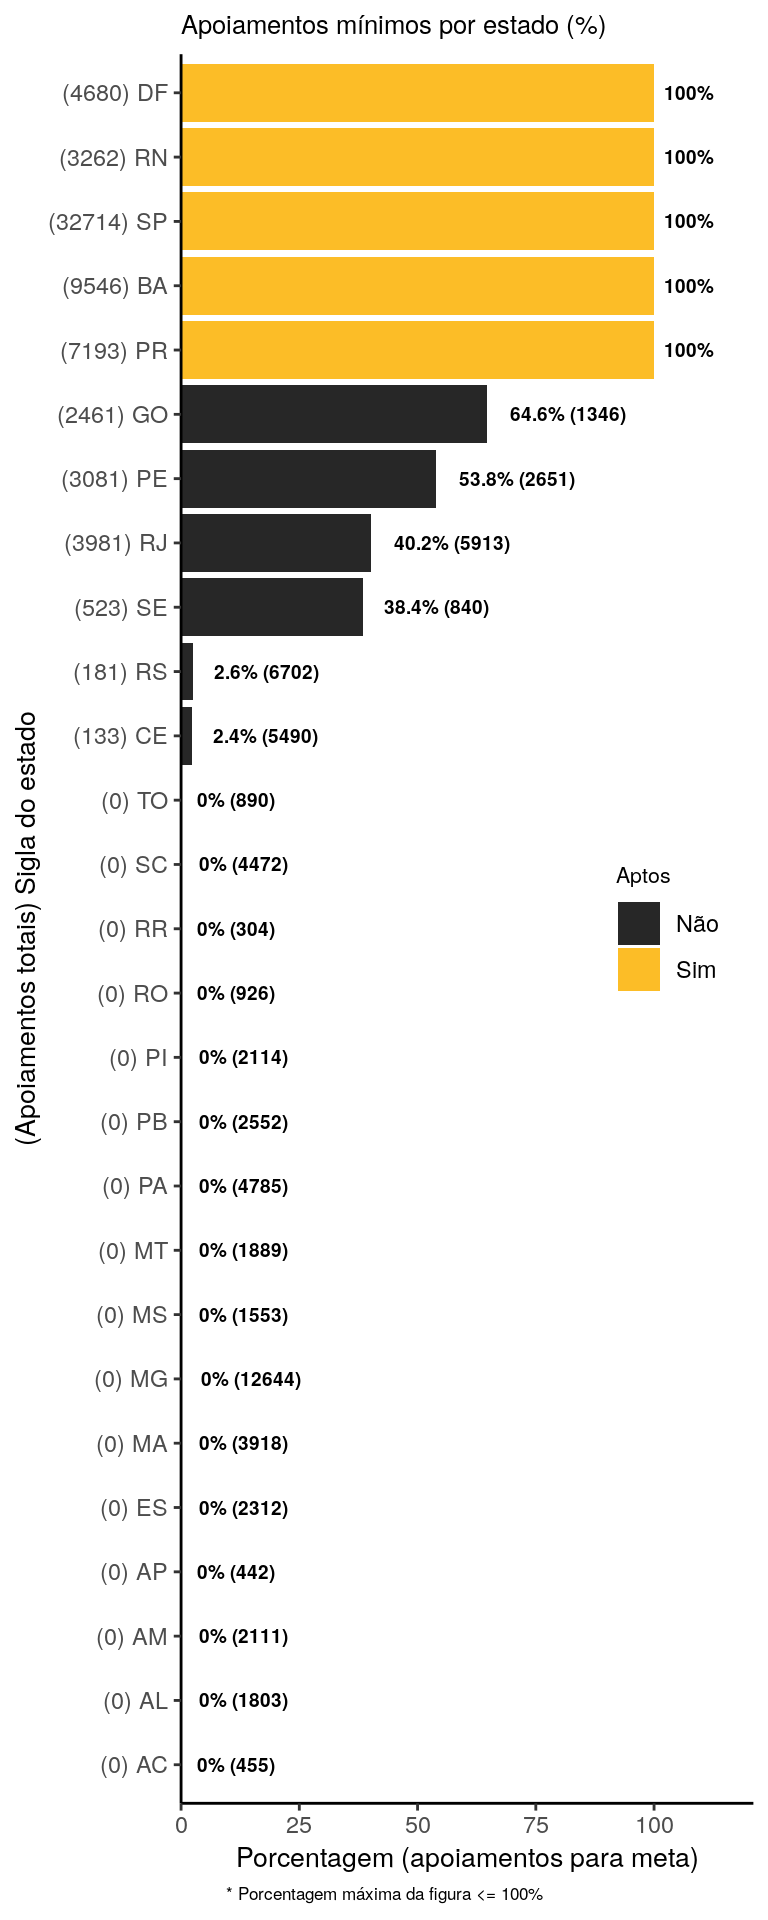 Apoiamentos mínimos por estado (%)
(4680) DF 100%
(3262) RN 100%
(32714) SP 100%
(9546) BA 100%
(7193) PR 100%
(2461) GO 64.6% (1346)
(3081) PE 53.8% (2651)
(3981) RJ 40.2% (5913)
(523) SE 38.4% (840)
(181) RS 2.6% (6702)
(133) CE 2.4% (5490)
(0) TO 0% (890)
(0) SC 0% (4472)
(0) RR 0% (304)
(0) RO 0% (926)
(0) PI 0% (2114)
(0) PB 0% (2552)
(0) PA 0% (4785)
(0) MT 0% (1889)
(0) MS 0% (1553)
(0) MG 0% (12644)
(0) MA 0% (3918)
(0) ES 0% (2312)
(0) AP 0% (442)
(0) AM 0% (2111)
(0) AL 0% (1803)
(0) AC 0% (455)
(Apoiamentos totais) Sigla do estado
Aptos
Não
Sim
0 25 50 75 100
Porcentagem (apoiamentos para meta)
* Porcentagem máxima da figura <= 100%